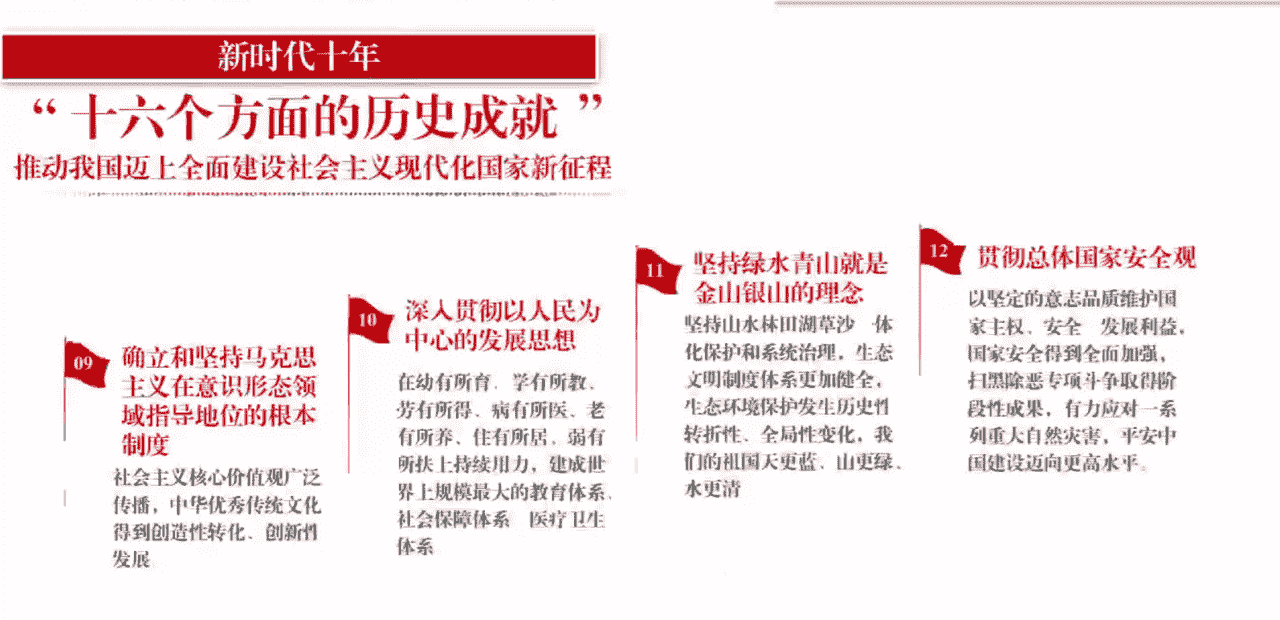 新时代十年
“十六个方面的历史成就”
推动我国迈上全面建设社会主义现代化国家新征程
09
确立和坚持马克思
主义在意识形态领
域指导地位的根本
制度
社会主义核心价值观广泛
传播，中华优秀传统文化
得到创造性转化、创新性
发展
10
深入贯彻以人民为
中心的发展思想
在幼有所育、学有所教、
劳有所得、病有所医、老
有所养、住有所居、弱有
所扶上持续用力，建成世
界上规模最大的教育体系、
社会保障体系 医疗卫生
体系
11
坚持绿水青山就是
金山银山的理念
坚持山水林田湖草沙 体
化保护和系统治理，生态
文明制度体系更加健全，
生态环境保护发生历史性
转折性、全局性变化，我
们的祖国天更蓝、山更绿、
水更清
12
贯彻总体国家安全观
以坚定的意志品质维护国
家主权、安全 发展利益，
国家安全得到全面加强，
扫黑除恶专项斗争取得阶
段性成果，有力应对一系
列重大自然灾害，平安中
国建设迈向更高水平。